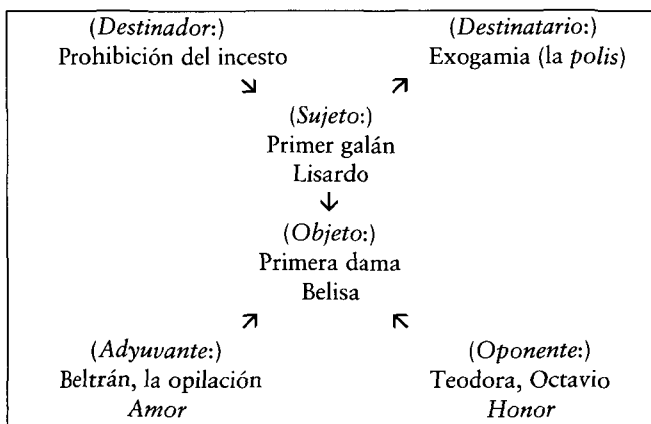 (Destinador:)
Prohibición del incesto
(Destinatario:)
Exogamia (la polis)
(Sujeto:)
Primer galán
Lisardo
(Objeto:)
Primera dama
Belisa
(Adyuvante:)
Beltrán, la opilación
Amor
(Oponente:)
Teodora, Octavio
Honor